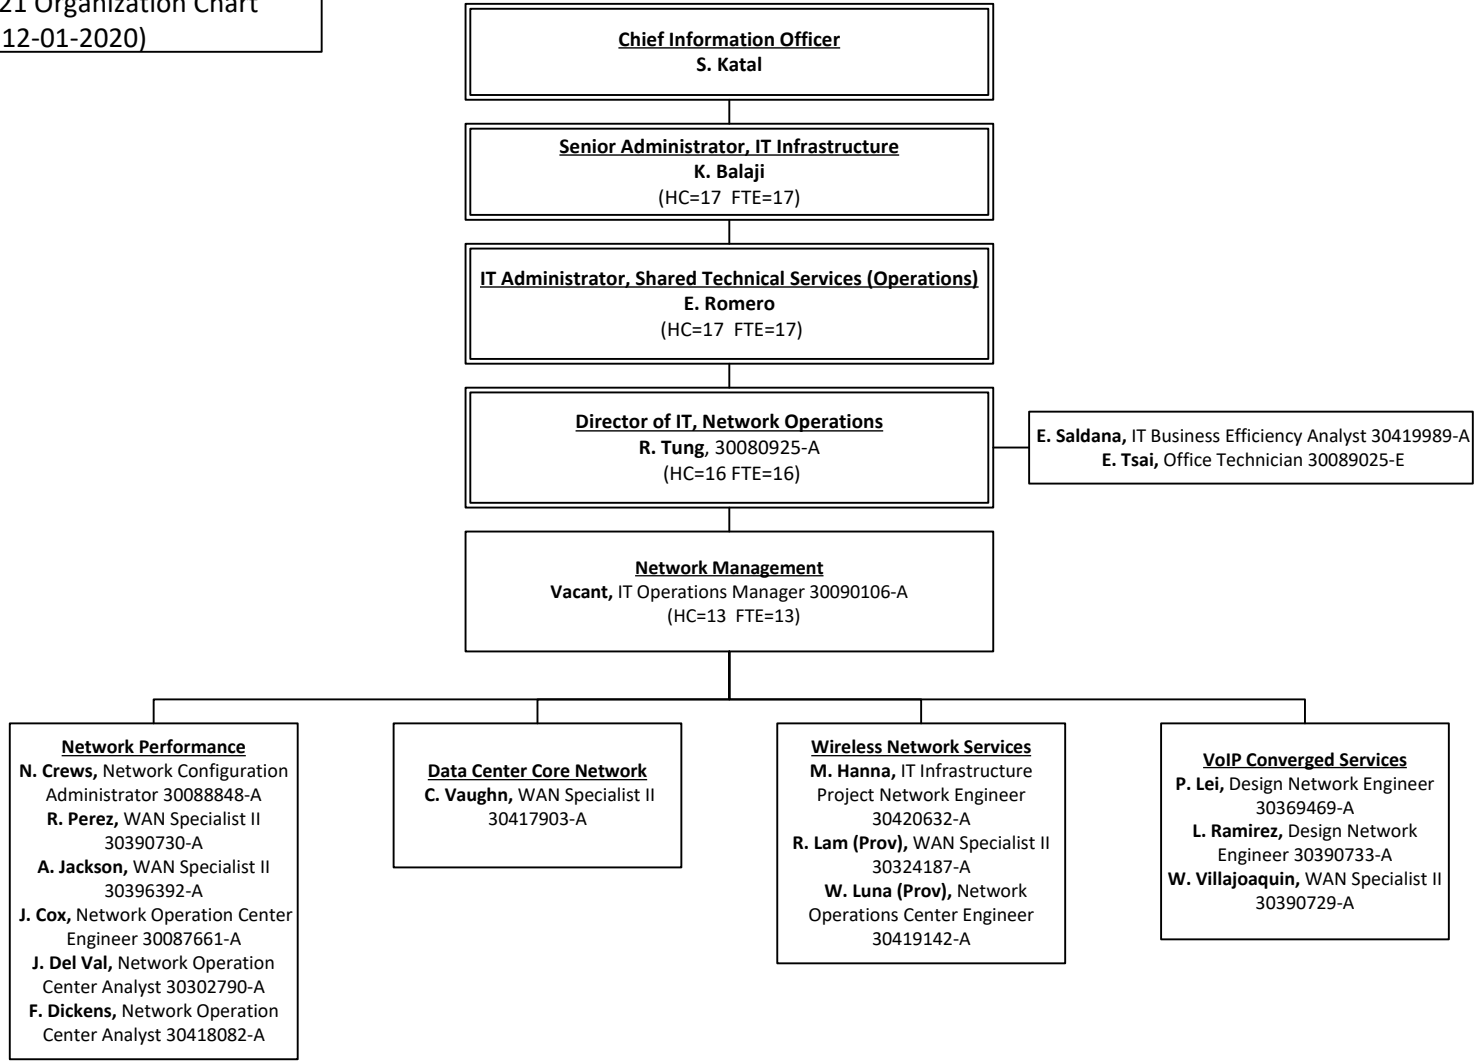 21 Organization Chart
12-01-2020)
Chief Information Officer
S. Katal
Senior Administrator, IT Infrastructure
K. Balaji
(HC=17 FTE=17)
IT Administrator, Shared Technical Services (Operations)
E. Romero
(HC=17 FTE=17)
Director of IT, Network Operations
R. Tung, 30080925-A
(HC=16 FTE=16)
E. Saldana, IT Business Efficiency Analyst 30419989-A
E. Tsai, Office Technician 30089025-E
Network Management
Vacant, IT Operations Manager 30090106-A
(HC=13 FTE=13)
Network Performance
N. Crews, Network Configuration
Administrator 30088848-A
R. Perez, WAN Specialist II
30390730-A
A. Jackson, WAN Specialist II
30396392-A
J. Cox, Network Operation Center
Engineer 30087661-A
J. Del Val, Network Operation
Center Analyst 30302790-A
F. Dickens, Network Operation
Center Analyst 30418082-A
Data Center Core Network
C. Vaughn, WAN Specialist II
30417903-A
Wireless Network Services
M. Hanna, IT Infrastructure
Project Network Engineer
30420632-A
R. Lam (Prov), WAN Specialist II
30324187-A
W. Luna (Prov), Network
Operations Center Engineer
30419142-A
VoIP Converged Services
P. Lei, Design Network Engineer
30369469-A
L. Ramirez, Design Network
Engineer 30390733-A
W. Villajoaquin, WAN Specialist II
30390729-A